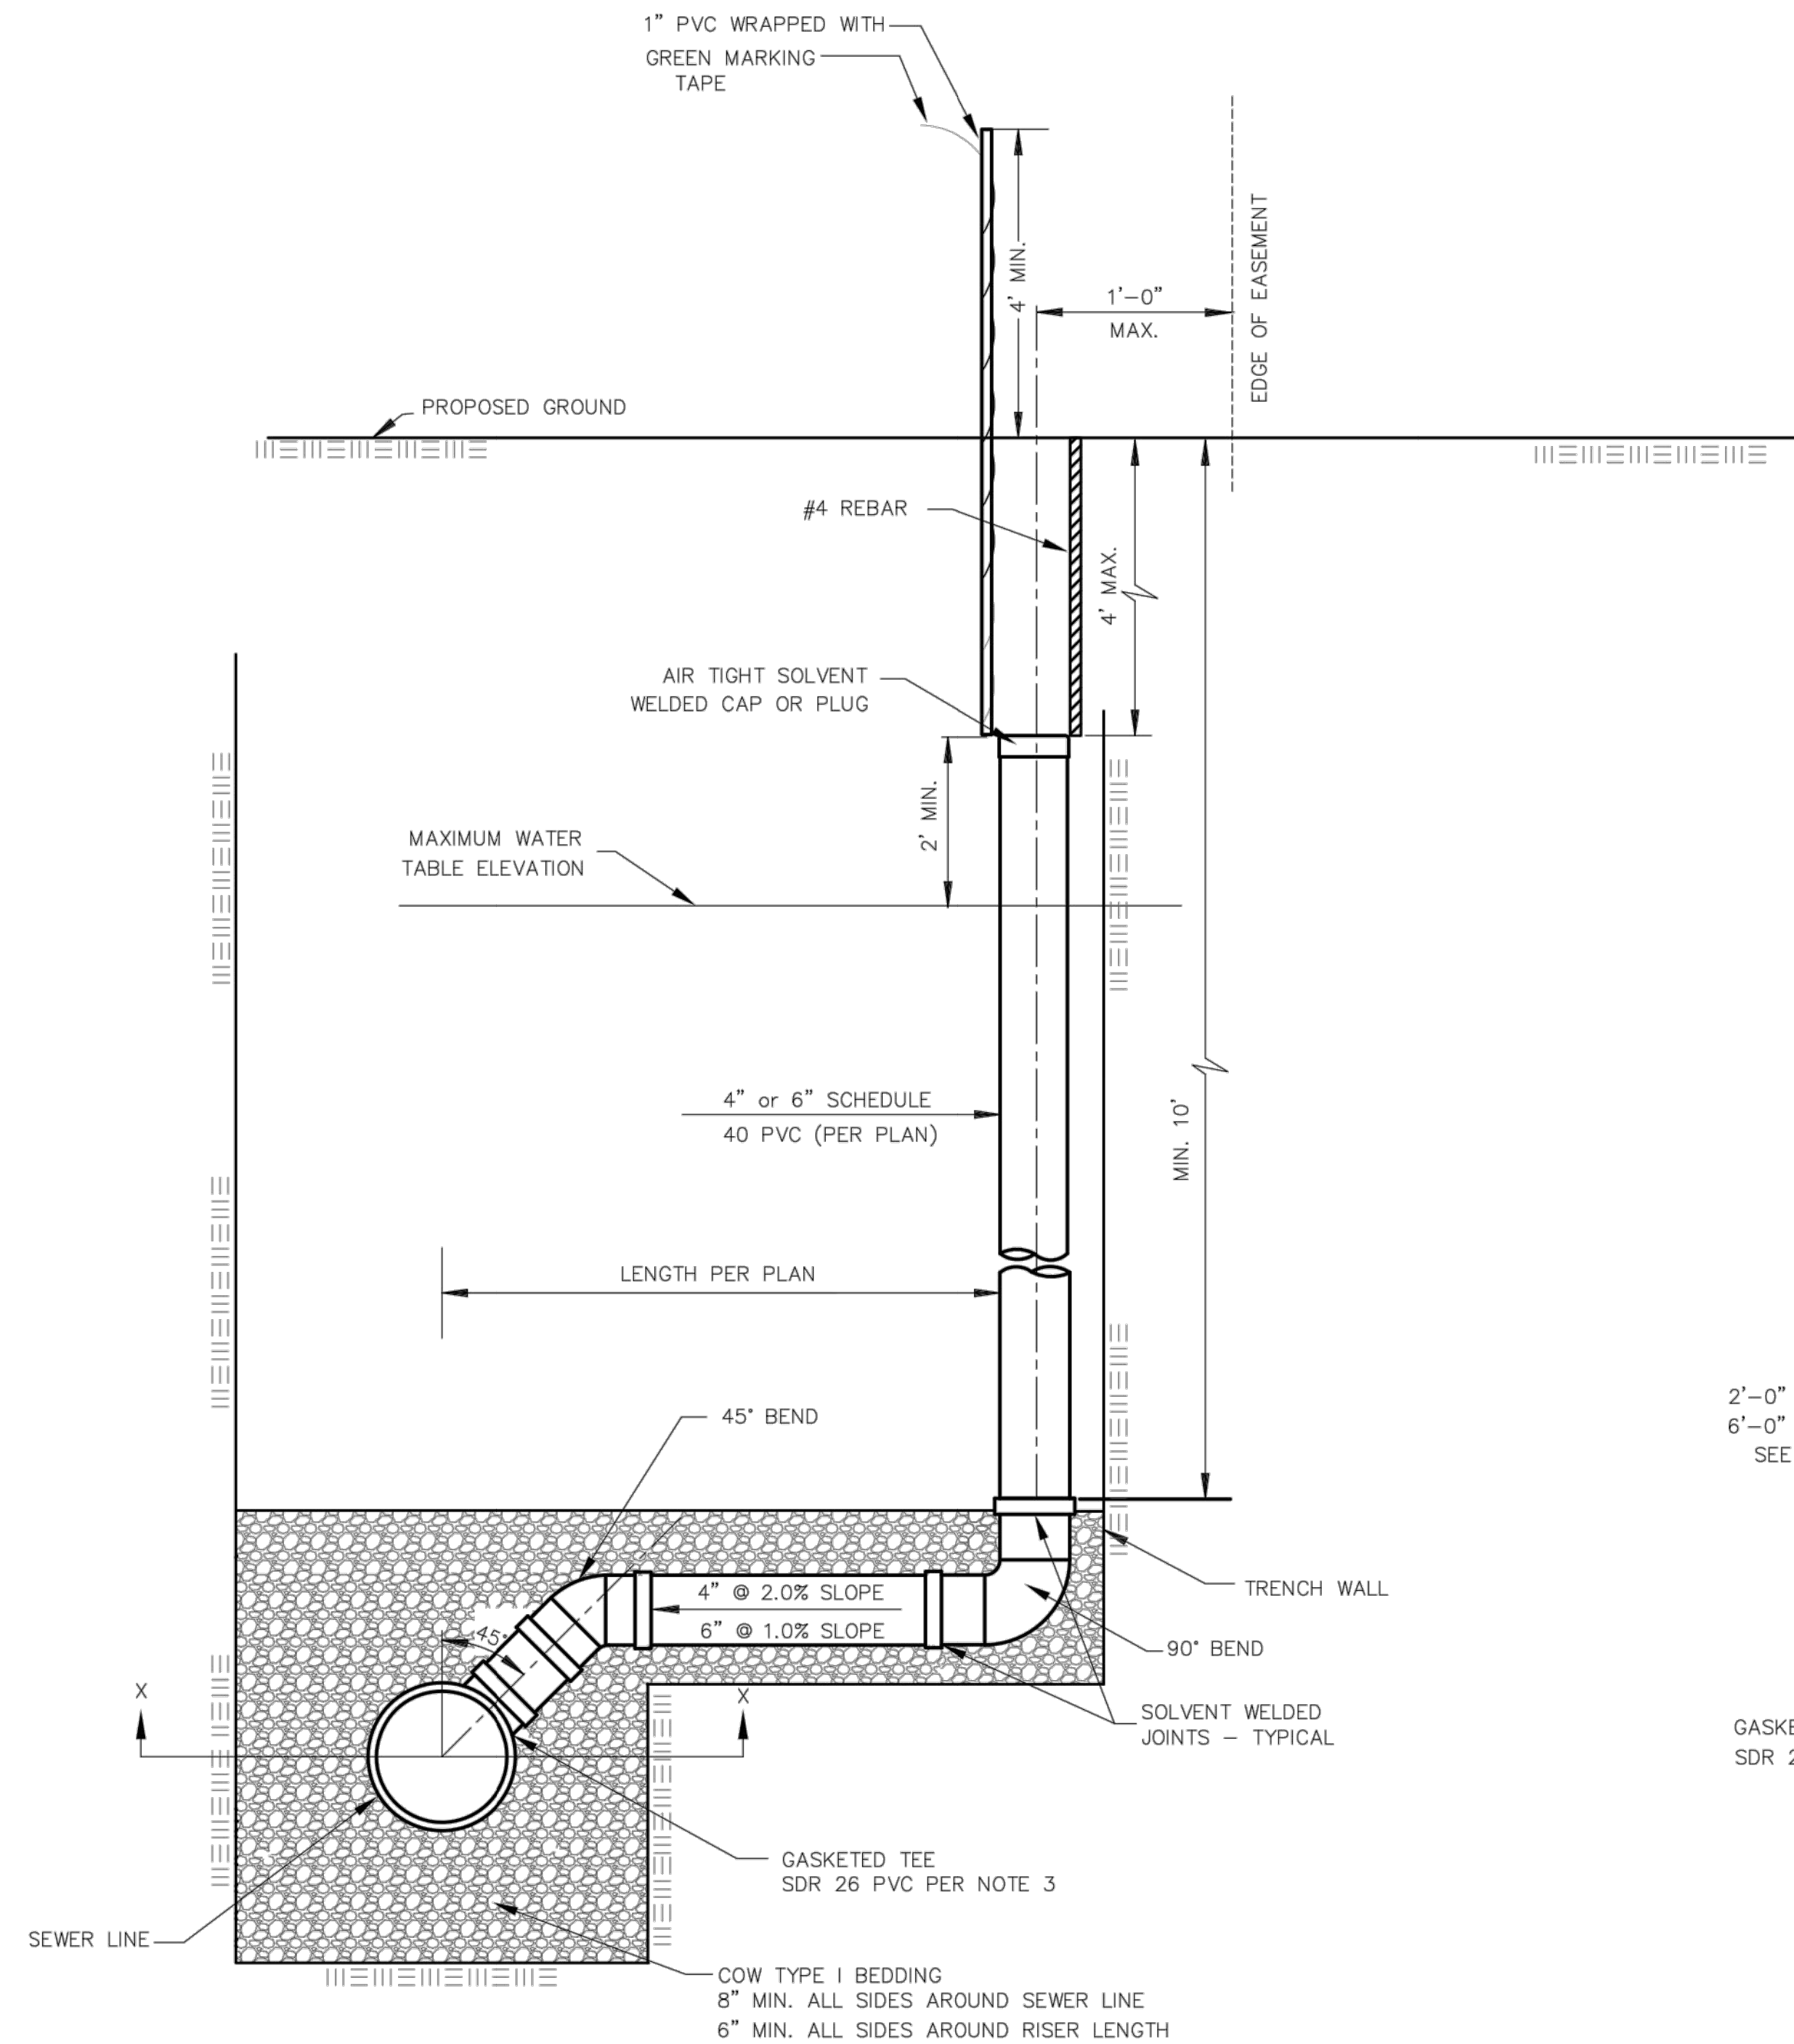 1” PVC WRAPPED WITH
GREEN MARKING
TAPE
4’ MIN.
1’–0”
MAX.
EDGE OF EASEMENT
PROPOSED GROUND
#4 REBAR
4’ MAX.
AIR TIGHT SOLVENT
WELDED CAP OR PLUG
2’ MIN.
MAXIMUM WATER
TABLE ELEVATION
4” or 6” SCHEDULE
40 PVC (PER PLAN)
MIN. 10’
LENGTH PER PLAN
45° BEND
2’–0”
6’–0”
SEE
4” @ 2.0% SLOPE
6” @ 1.0% SLOPE
45°
TRENCH WALL
90° BEND
X
X
SOLVENT WELDED
JOINTS – TYPICAL
GASKE
SDR 2
GASKETED TEE
SDR 26 PVC PER NOTE 3
SEWER LINE
COW TYPE I BEDDING
8” MIN. ALL SIDES AROUND SEWER LINE
6” MIN. ALL SIDES AROUND RISER LENGTH